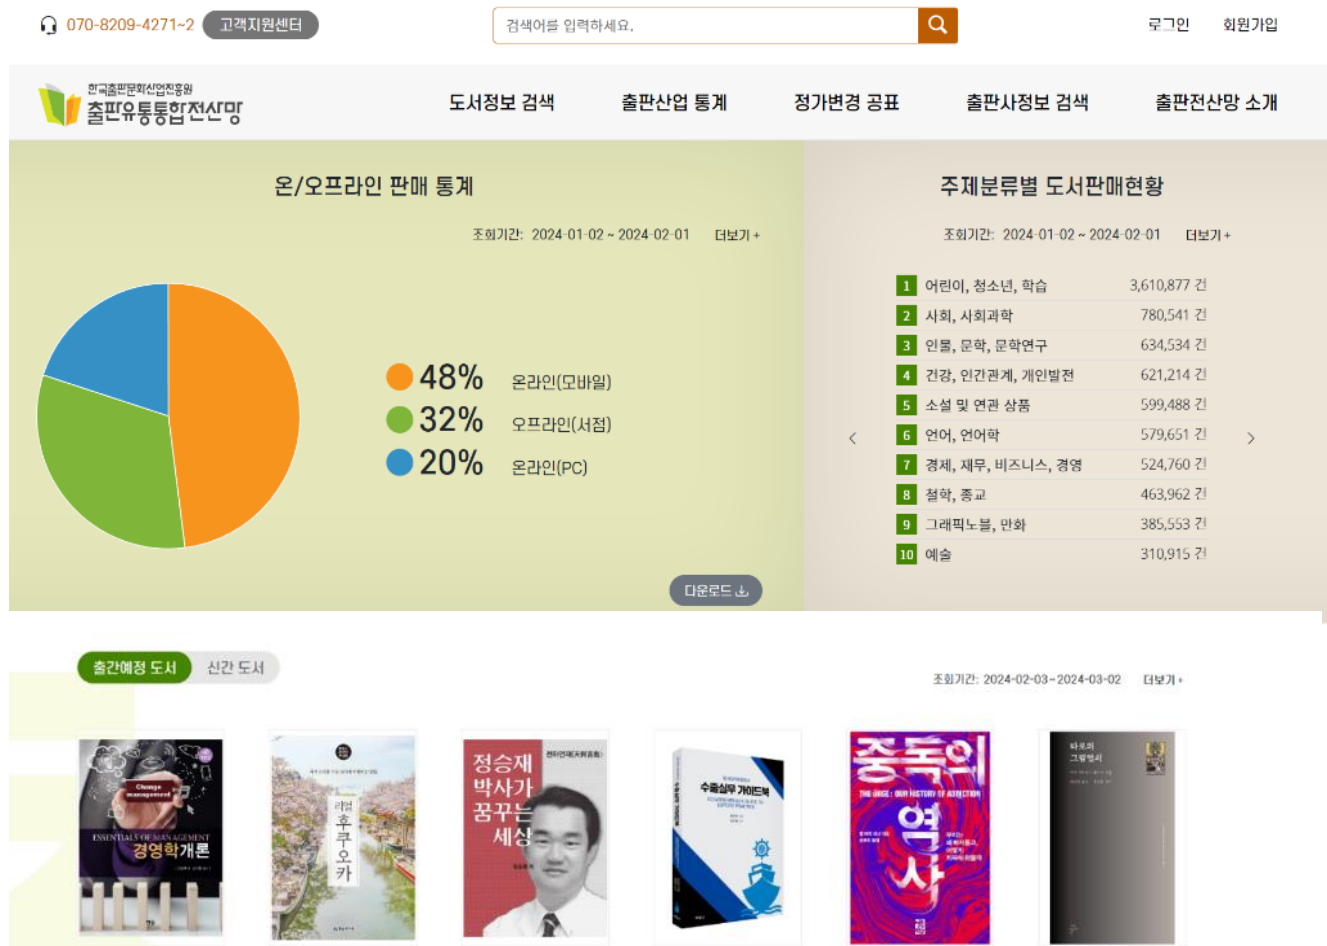 070-8209-4271~2 고객지원센터
검색어를 입력하세요.
로그인 회원가입
한국출판문화산업진흥원
출판유통통합전산망
도서정보 검색 출판산업 통계 정가변경 공표 출판사정보 검색 출판전산망 소개
온/오프라인 판매 통계
조회기간: 2024-01-02 ~ 2024-02-01 더보기 +
48% 온라인(모바일)
32% 오프라인(서점)
20% 온라인(PC)
다운로드
주제분류별 도서판매현황
조회기간: 2024-01-02 ~ 2024-02-01 더보기 +
1 어린이, 청소년, 학습 3,610,877 건
2 사회, 사회과학 780,541 건
3 인물, 문학, 문학연구 634,534 건
4 건강, 인간관계, 개인발전 621,214 건
5 소설 및 연관 상품 599,488 건
6 언어, 언어학 579,651 건
7 경제, 재무, 비즈니스, 경영 524,760 건
8 철학, 종교 463,962 건
9 그래픽노블, 만화 385,553 건
10 예술 310,915 건
출간예정 도서 신간 도서
조회기간: 2024-02-03~2024-03-02 더보기 +
Change
management
ESSENTIALS OF MANAGEMENT
경영학개론
리얼
후쿠오카
정승재
박사가
꿈꾸는
세상
수출실무 가이드북
중독의
THE URGE: OUR HISTORY OF ADDICTION
역사